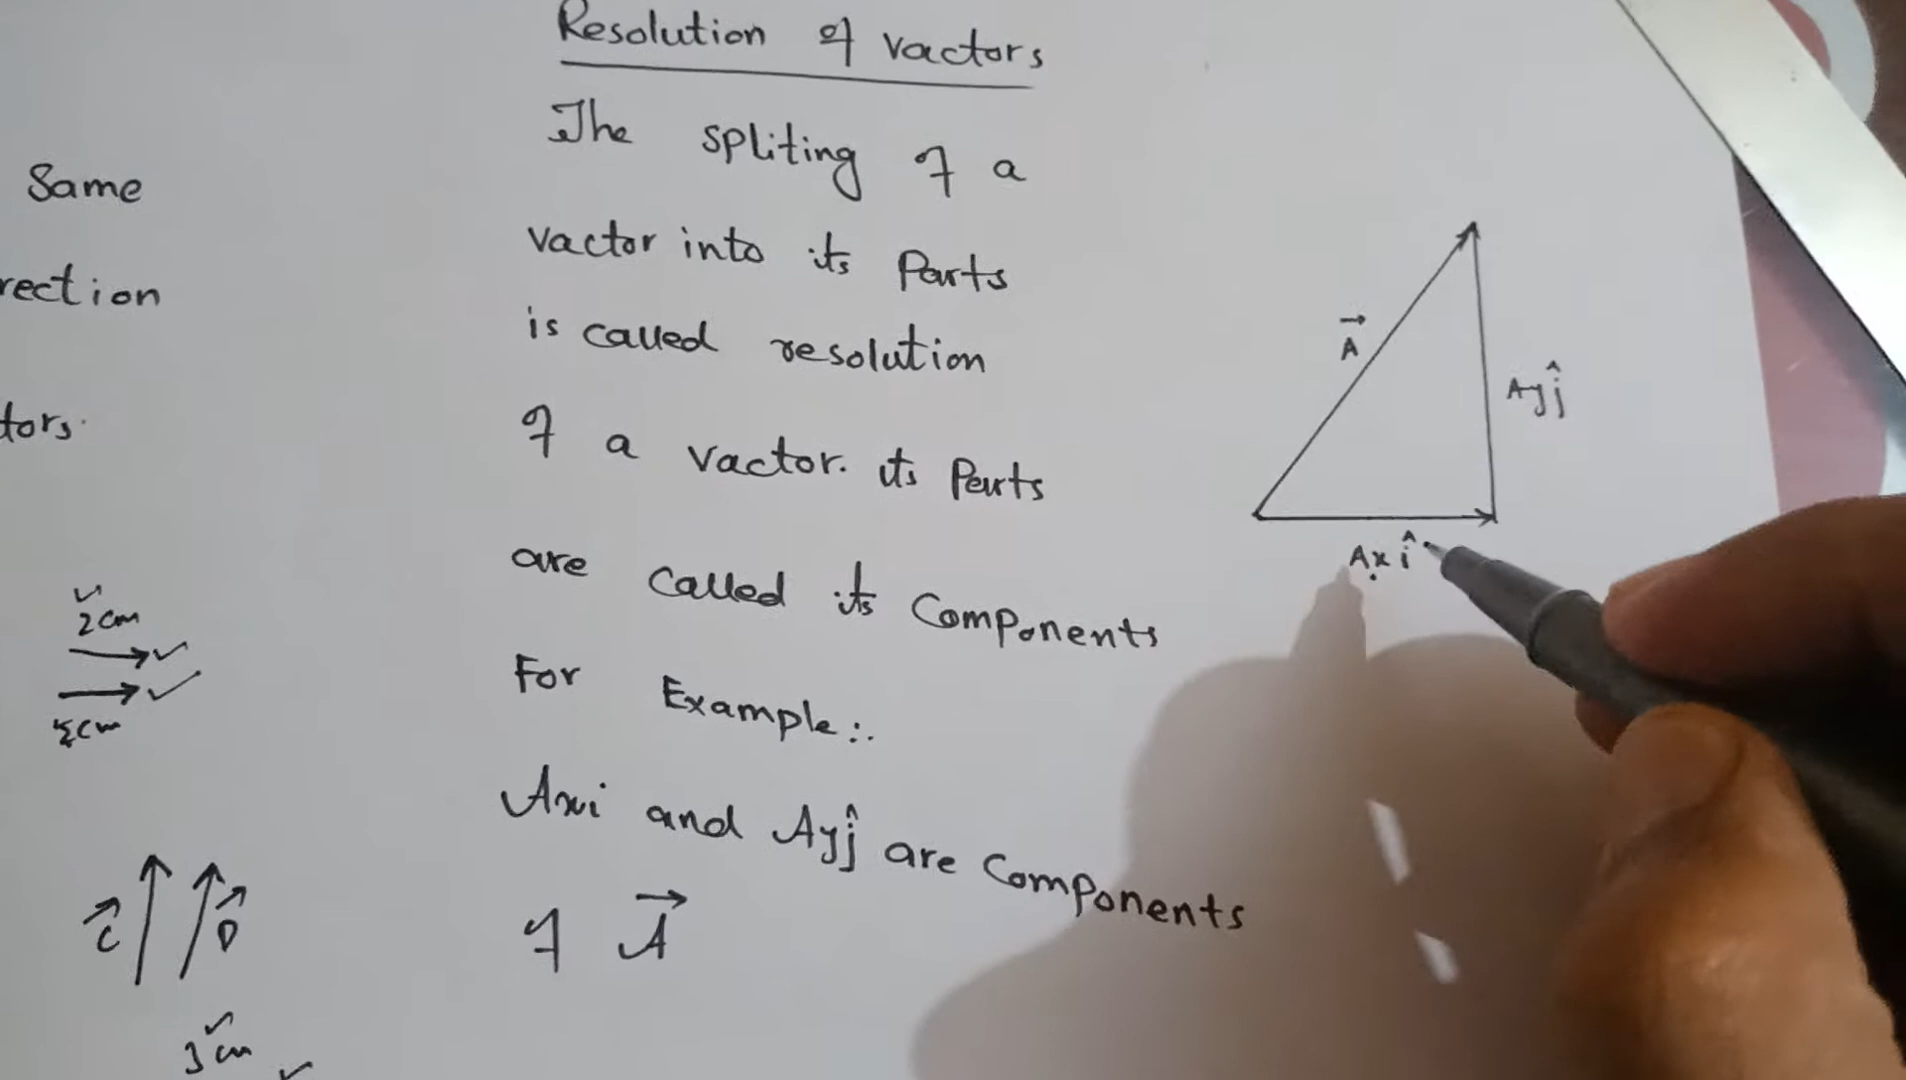 Resolution of vactors
The spliting of a
vactor into its Parts
is called resolution
of a vactor. its Parts
are called its Components
For Example:.
Axi and Ayĵ are Components
of A⃗
Same
rection
tors.
2cm
5cm
C⃗
D⃗
3cm
A⃗
Ayĵ
Axî